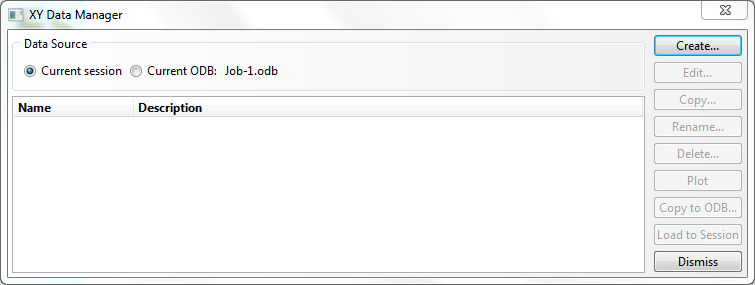 XY Data Manager
Data Source
Current session Current ODB: Job-1.odb
Name Description
Create...
Edit...
Copy...
Rename...
Delete...
Plot
Copy to ODB...
Load to Session
Dismiss